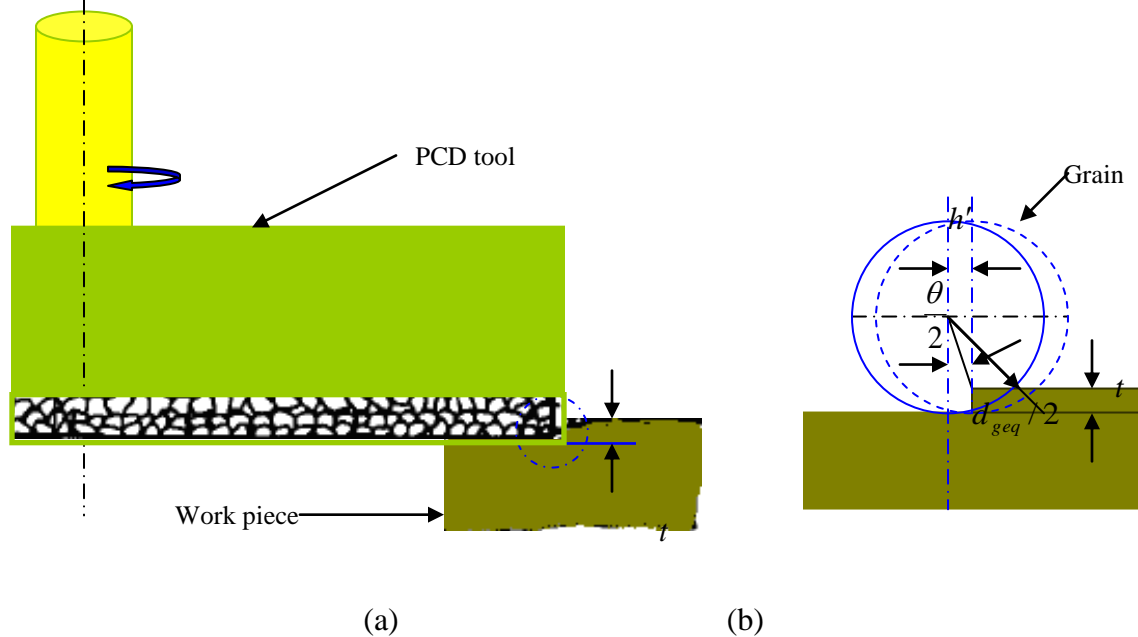 PCD tool
Work piece
t
(a)
Grain
h′
θ
2
d_geq /2
t
(b)